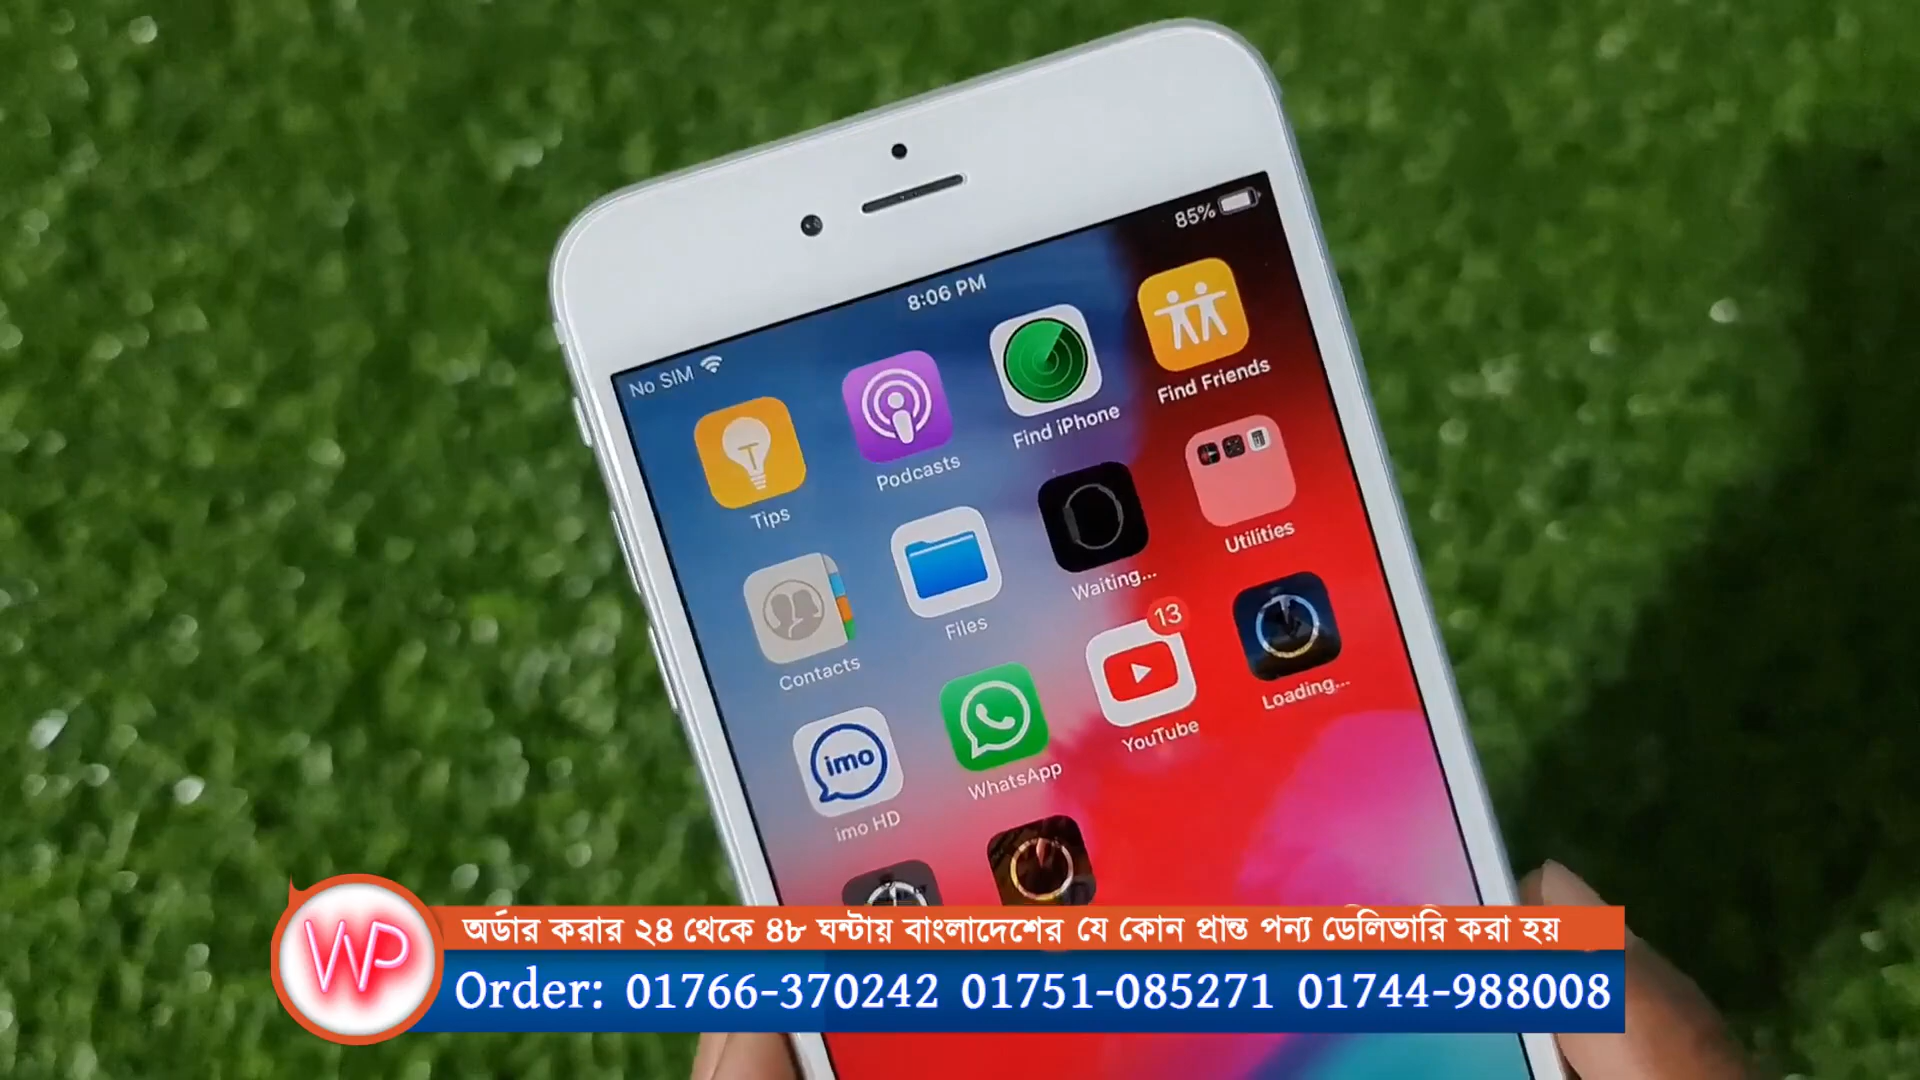 85%
8:06 PM
No SIM
Find Friends
Find iPhone
Podcasts
Tips
Utilities
Waiting...
Files
Contacts
13
Loading...
YouTube
WhatsApp
imo
imo HD
WP
অর্ডার করার ২৪ থেকে ৪৮ ঘন্টায় বাংলাদেশের যে কোন প্রান্ত পন্য ডেলিভারি করা হয়
Order: 01766-370242 01751-085271 01744-988008